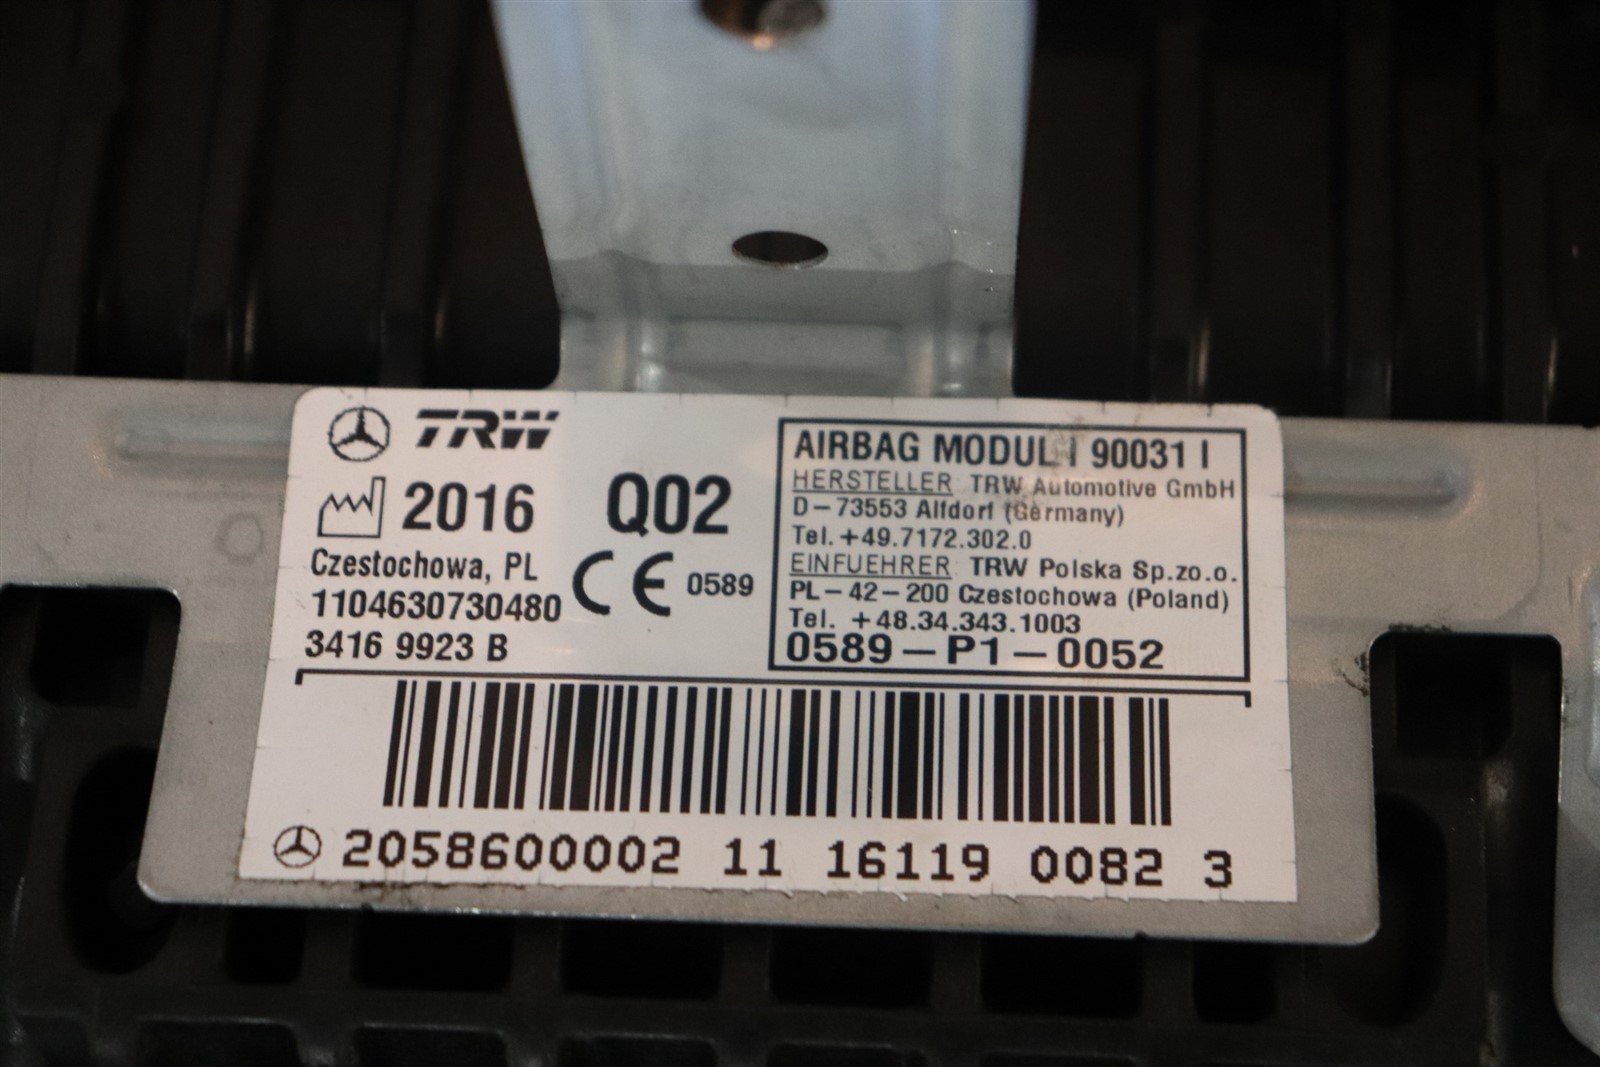 TRW
2016 Q02
Czestochowa, PL
1104630730480
CE 0589
3416 9923 B
AIRBAG MODUL I 90031 I
HERSTELLER TRW Automotive GmbH
D-73553 Alfdorf (Germany)
Tel. +49.7172.302.0
EINFUEHRER TRW Polska Sp.zo.o.
PL-42-200 Czestochowa (Poland)
Tel. +48.34.343.1003
0589-P1-0052
2058600002 11 16119 0082 3